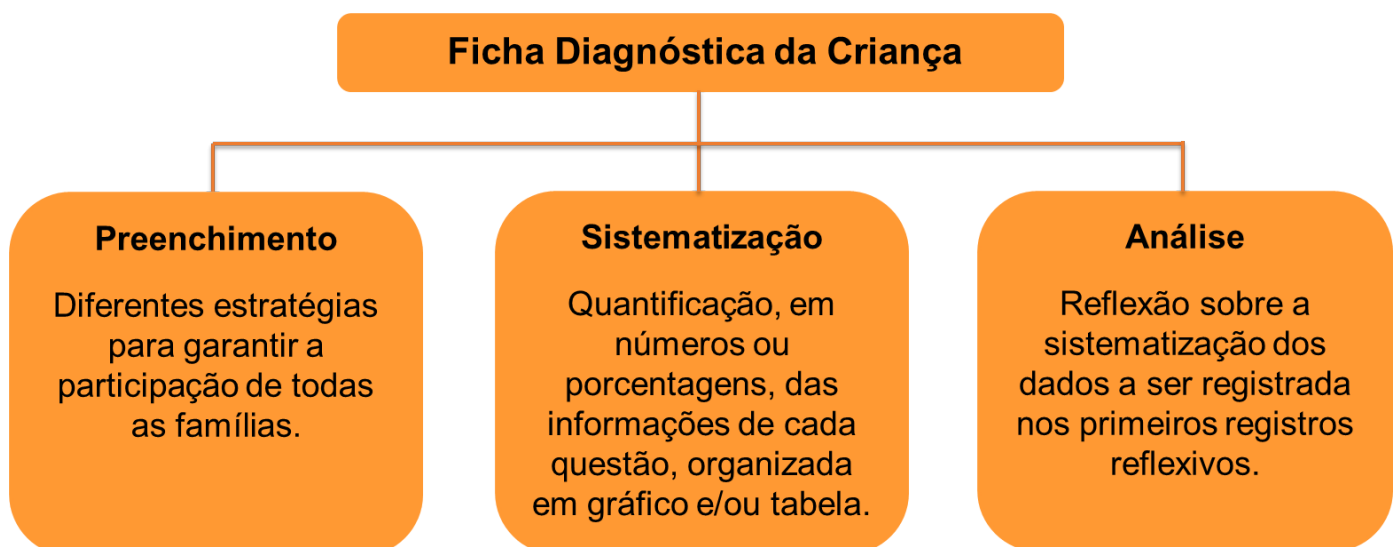 Ficha Diagnóstica da Criança
Preenchimento
Diferentes estratégias
para garantir a
participação de todas
as famílias.
Sistematização
Quantificação, em
números ou
porcentagens, das
informações de cada
questão, organizada
em gráfico e/ou tabela.
Análise
Reflexão sobre a
sistematização dos
dados a ser registrada
nos primeiros registros
reflexivos.